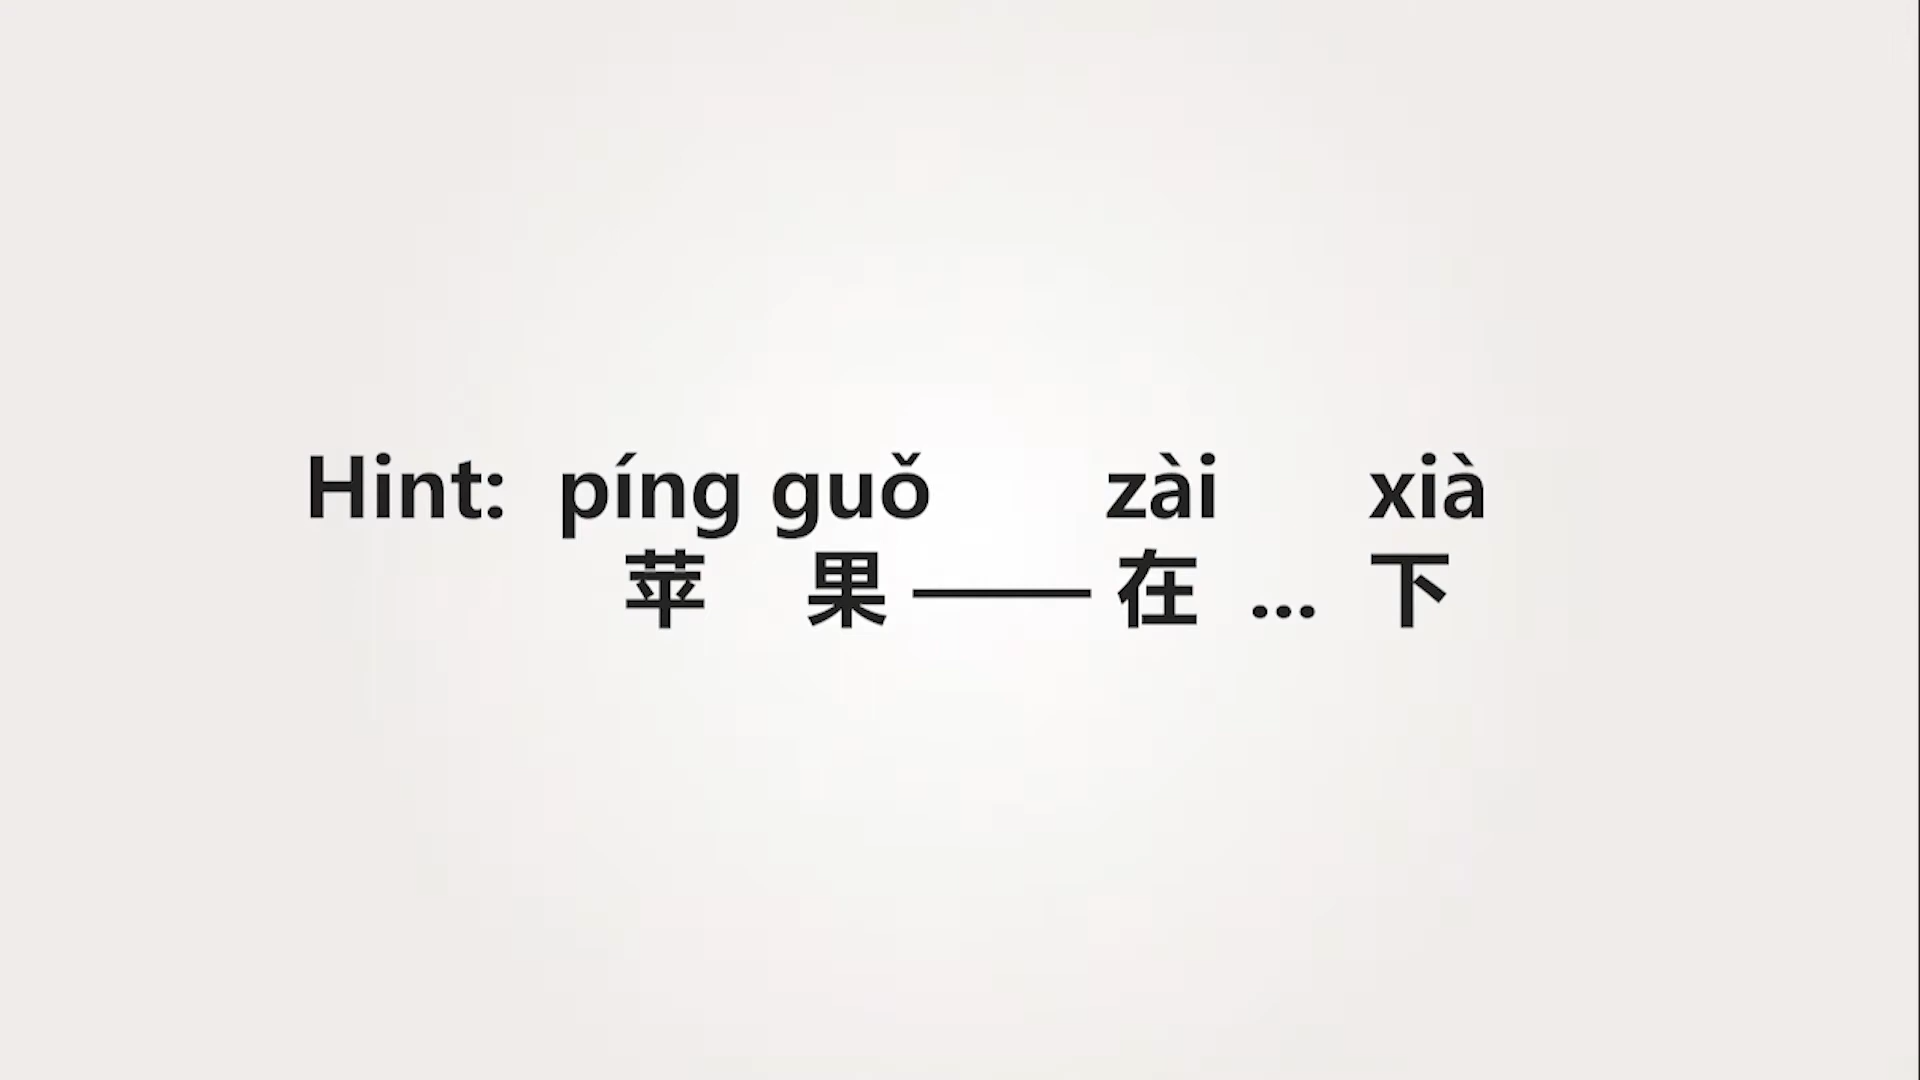 Hint: píng guǒ zài xià
苹 果 —— 在 ... 下